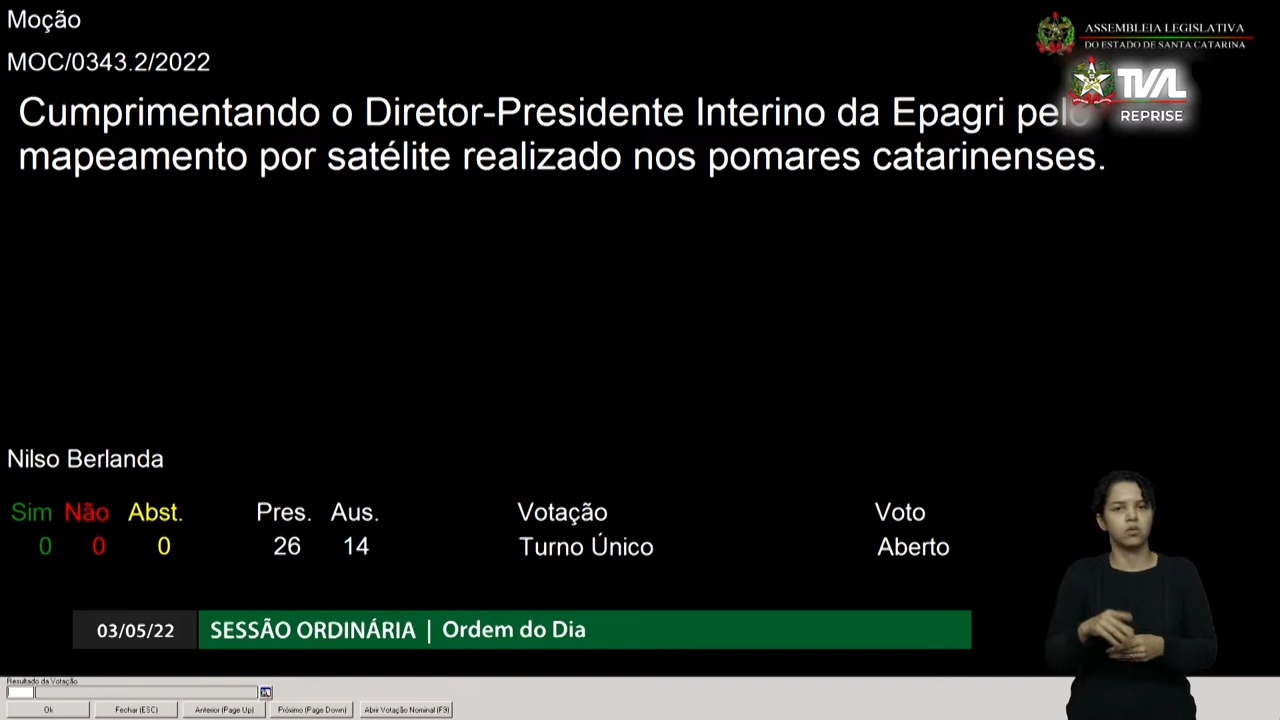 Moção
MOC/0343.2/2022
ASSEMBLEIA LEGISLATIVA
DO ESTADO DE SANTA CATARINA
TVAL
REPRISE
Cumprimentando o Diretor-Presidente Interino da Epagri pelo
mapeamento por satélite realizado nos pomares catarinenses.
Nilso Berlanda
Sim Não Abst. Pres. Aus. Votação Voto
0 0 0 26 14 Turno Único Aberto
03/05/22 SESSÃO ORDINÁRIA | Ordem do Dia
Resultado da Votação
Ok Fechar (ESC) Anterior (Page Up) Próximo (Page Down) Abrir Votação Nominal (F9)